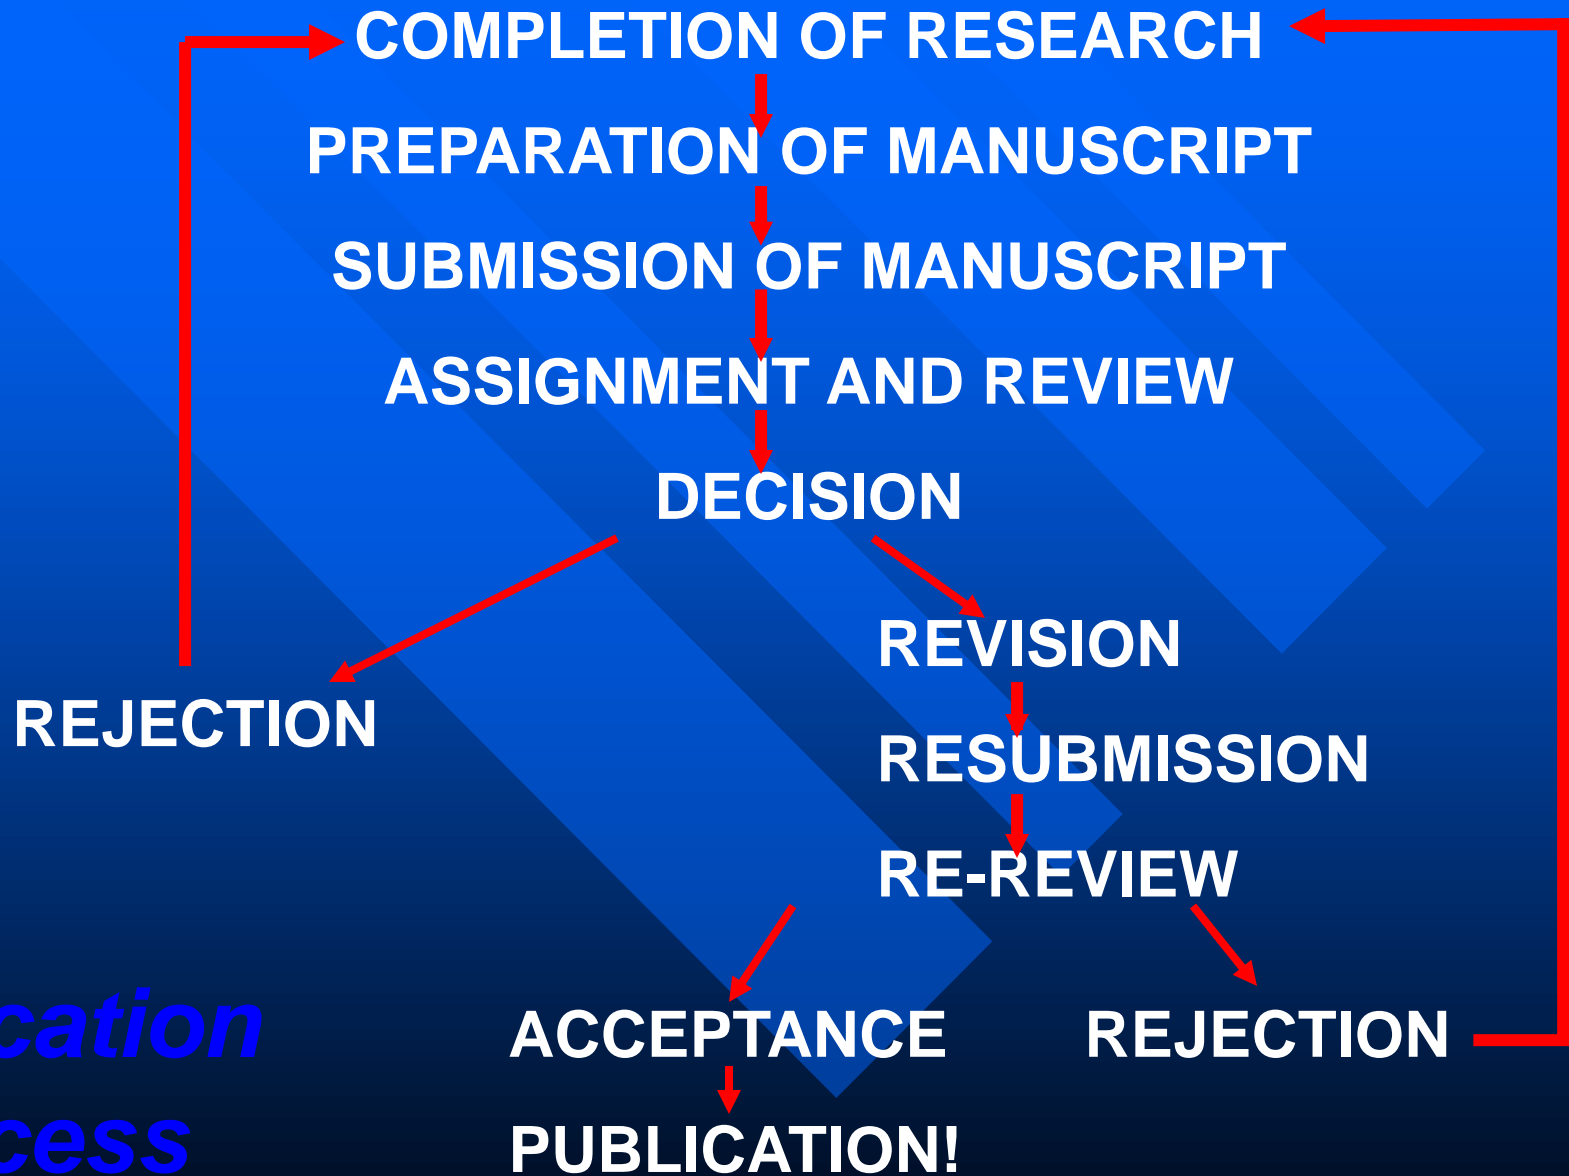 COMPLETION OF RESEARCH
PREPARATION OF MANUSCRIPT
SUBMISSION OF MANUSCRIPT
ASSIGNMENT AND REVIEW
DECISION
REVISION
REJECTION
RESUBMISSION
RE-REVIEW
ACCEPTANCE
REJECTION
PUBLICATION!
cation
cess